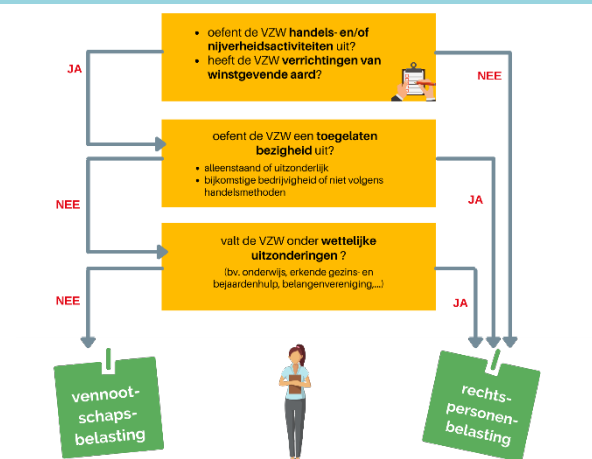 oefent de VZW handels- en/of
nijverheidsactiviteiten uit?
heeft de VZW verrichtingen van
winstgevende aard?
JA
NEE
oefent de VZW een toegelaten
bezigheid uit?
alleenstaand of uitzonderlijk
bijkomstige bedrijvigheid of niet volgens
handelsmethoden
NEE
JA
valt de VZW onder wettelijke
uitzonderingen ?
(bv. onderwijs, erkende gezins- en
bejaardenhulp, belangenvereniging,...)
NEE
JA
vennoot-
schaps-
belasting
rechts-
personen-
belasting